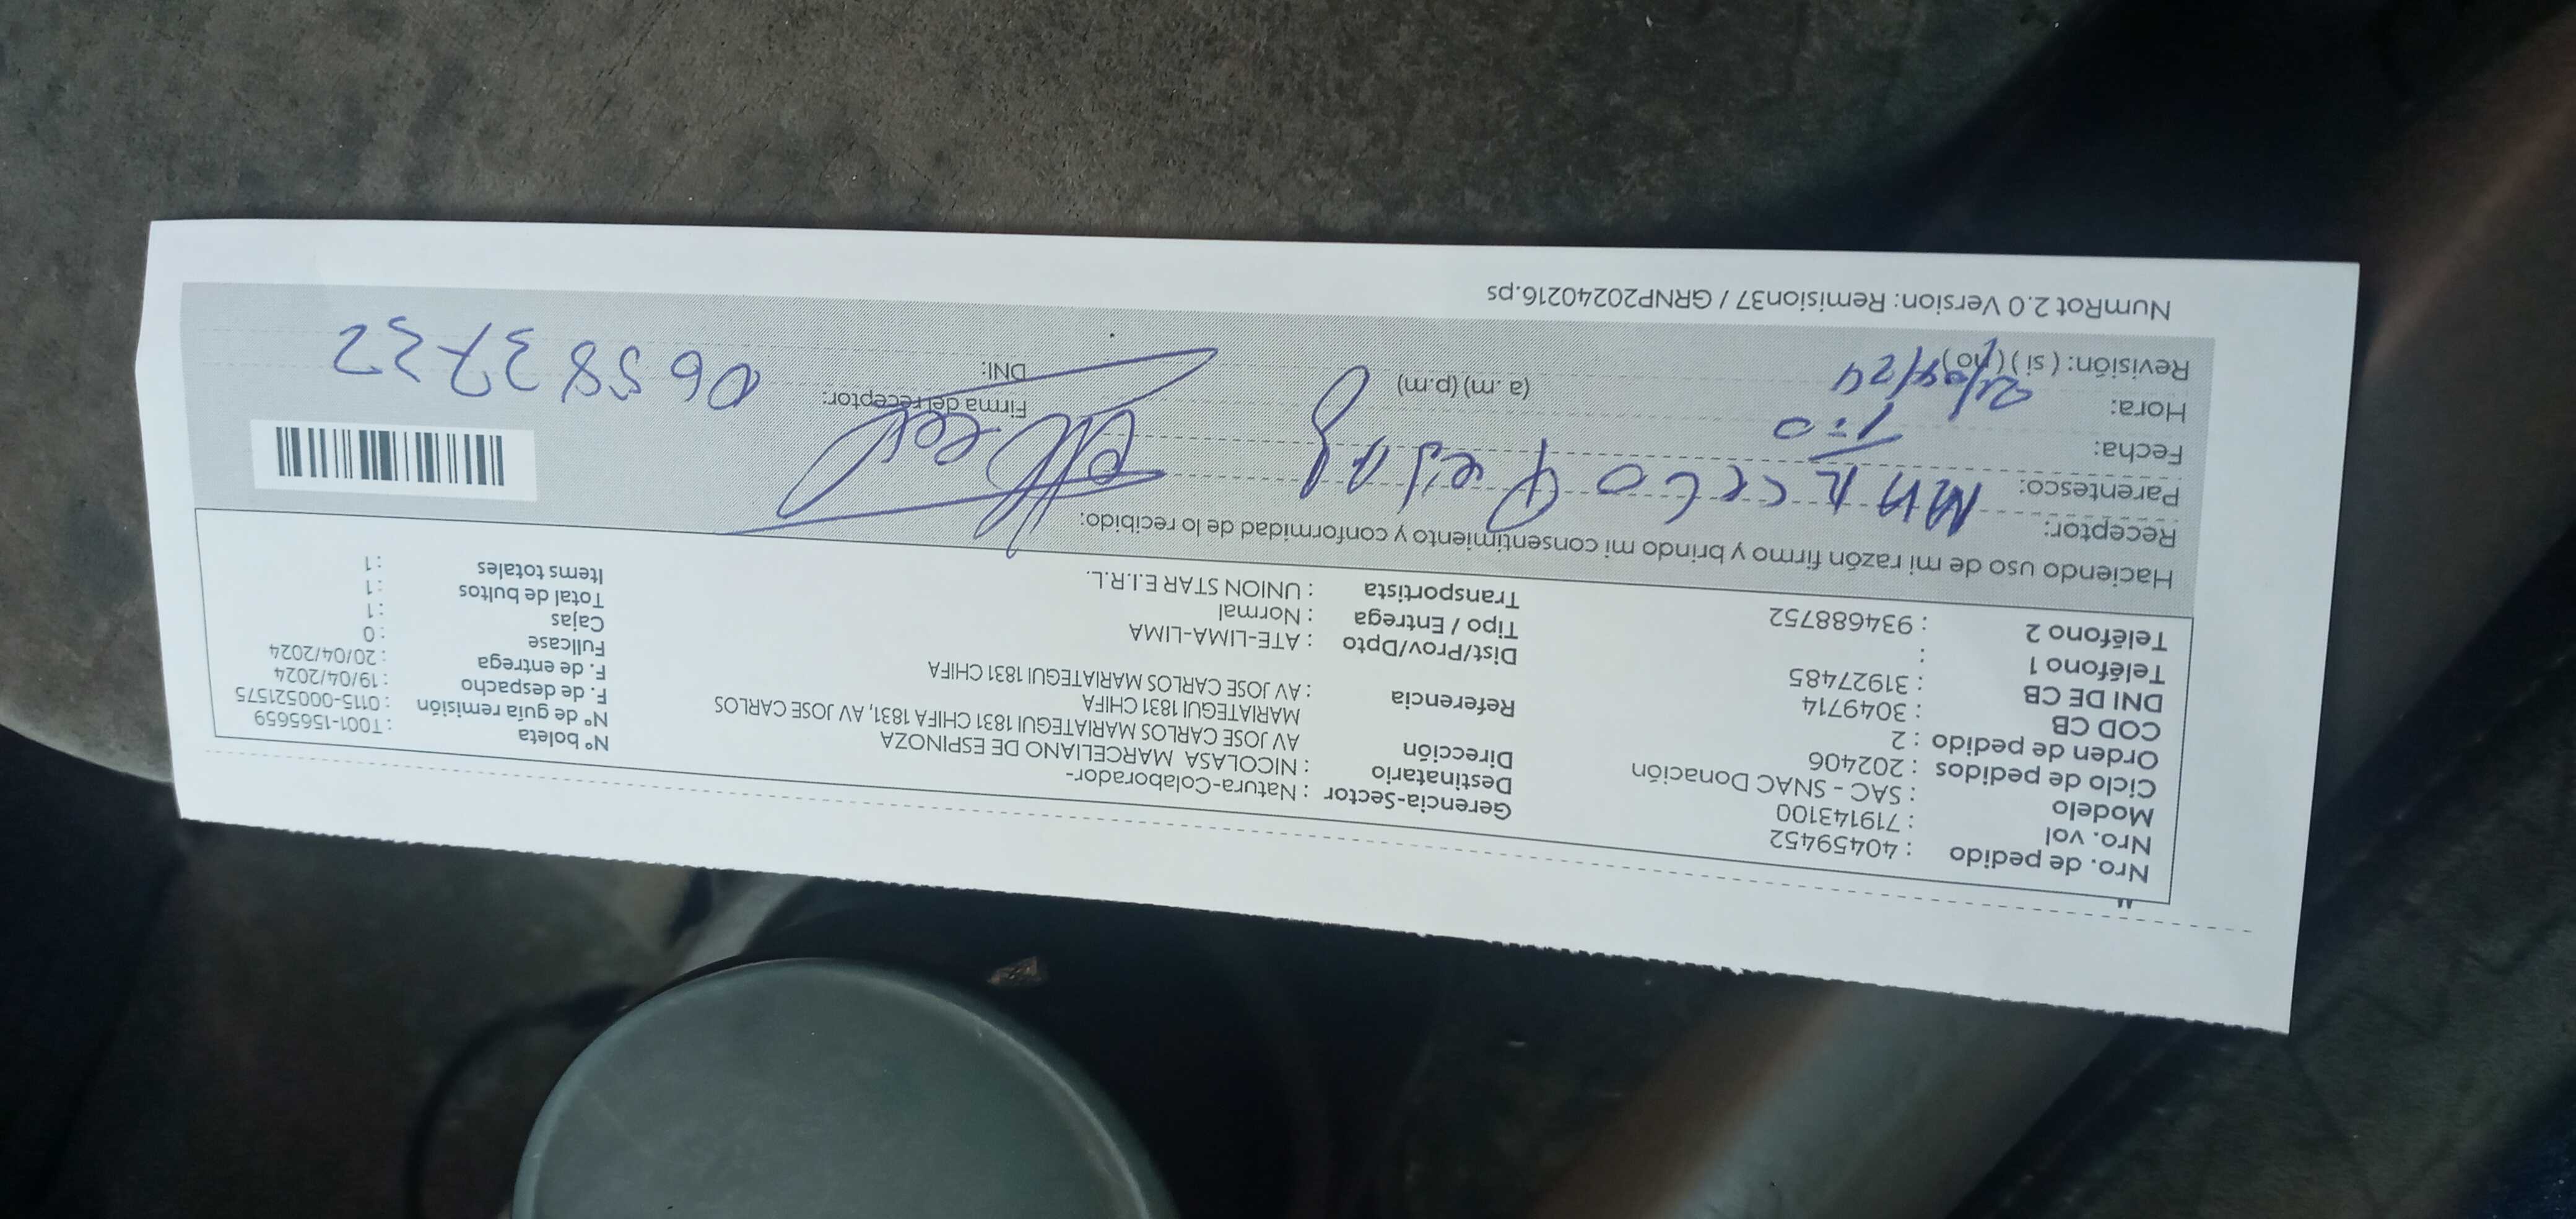 Nro. de pedido : 40459452
Nro. vol : 719143100
Modelo : SAC - SNAC Donación
Ciclo de pedidos : 202406
Orden de pedido : 2
COD CB : 3049714
DNI DE CB : 31927485
Teléfono 1 :
Teléfono 2 : 934688752
Gerencia-Sector : Natura-Colaborador-
Destinatario : NICOLASA MARCELIANO DE ESPINOZA
Dirección AV JOSE CARLOS MARIATEGUI 1831 CHIFA 1831, AV JOSE CARLOS
MARIATEGUI 1831 CHIFA
Referencia : AV JOSE CARLOS MARIATEGUI 1831 CHIFA
Dist/Prov/Dpto : ATE-LIMA-LIMA
Tipo / Entrega : Normal
Transportista : UNION STAR E.I.R.L.
Nº boleta : T001-1565659
Nº de guía remisión : 0115-000521575
F. de despacho : 19/04/2024
F. de entrega : 20/04/2024
Fullcase : 0
Cajas : 1
Total de bultos : 1
Items totales : 1
Haciendo uso de mi razón firmo y brindo mi consentimiento y conformidad de lo recibido:
Receptor:
Parentesco:
Fecha:
Hora: (a. m) (p.m)
Revisión: ( si ) ( no )
Firma del receptor:
DNI:
NumRot 2.0 Version: Remision37 / GRNP20240216.ps